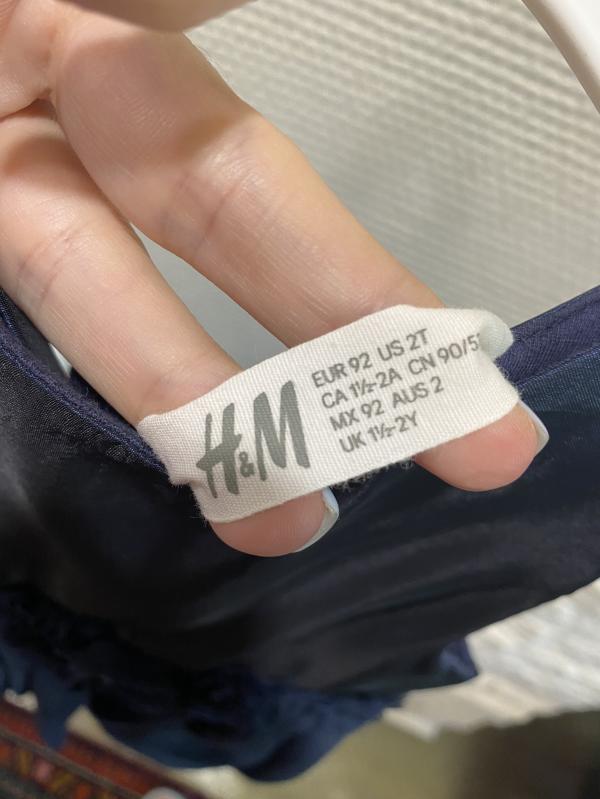 H&M
EUR 92 US 2T
CA 1½-2A CN 90/5
MX 92 AUS 2
UK 1½-2Y